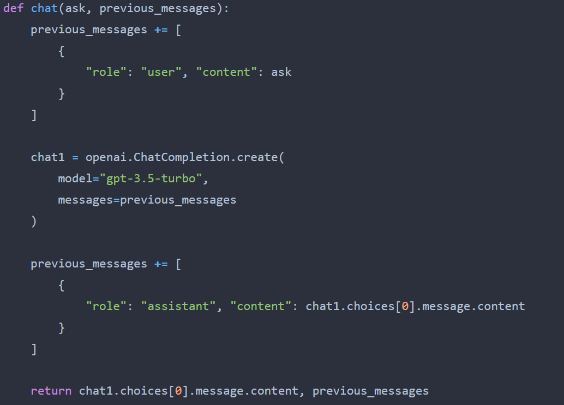 def chat(ask, previous_messages):
    previous_messages += [
        {
            "role": "user", "content": ask
        }
    ]

    chat1 = openai.ChatCompletion.create(
        model="gpt-3.5-turbo",
        messages=previous_messages
    )

    previous_messages += [
        {
            "role": "assistant", "content": chat1.choices[0].message.content
        }
    ]

    return chat1.choices[0].message.content, previous_messages